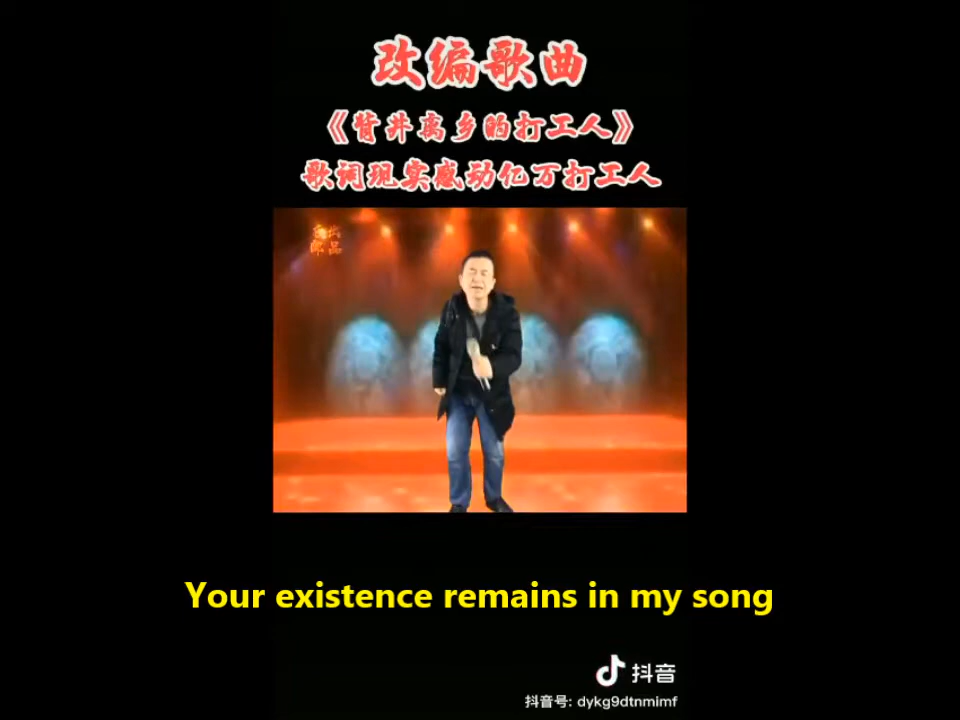 改编歌曲
《背井离乡的打工人》
歌词现实感动亿万打工人
Your existence remains in my song
抖音
抖音号: dykg9dtnmimf